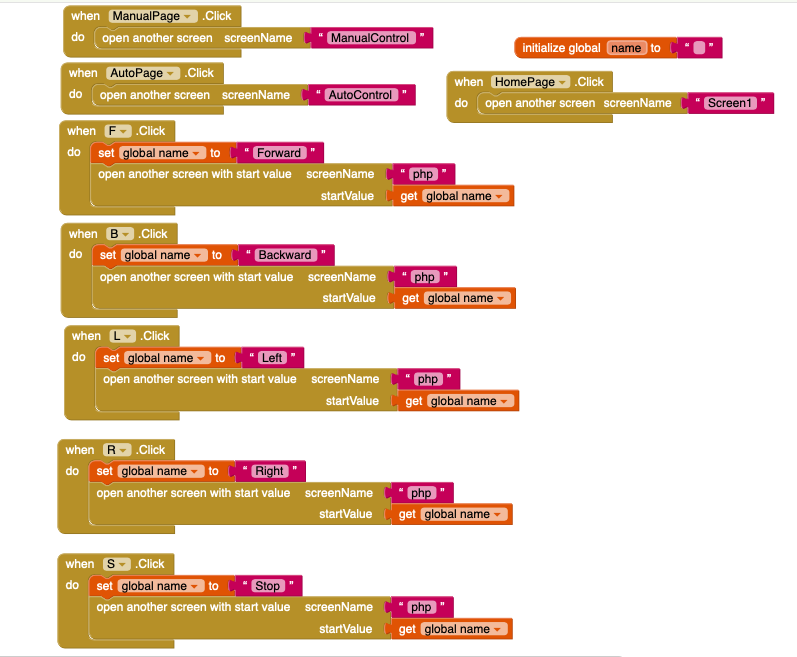 when ManualPage .Click
do open another screen screenName " ManualControl "
initialize global name to " "
when AutoPage .Click
do open another screen screenName " AutoControl "
when HomePage .Click
do open another screen screenName " Screen1 "
when F .Click
do set global name to " Forward "
open another screen with start value screenName " php "
startValue get global name
when B .Click
do set global name to " Backward "
open another screen with start value screenName " php "
startValue get global name
when L .Click
do set global name to " Left "
open another screen with start value screenName " php "
startValue get global name
when R .Click
do set global name to " Right "
open another screen with start value screenName " php "
startValue get global name
when S .Click
do set global name to " Stop "
open another screen with start value screenName " php "
startValue get global name